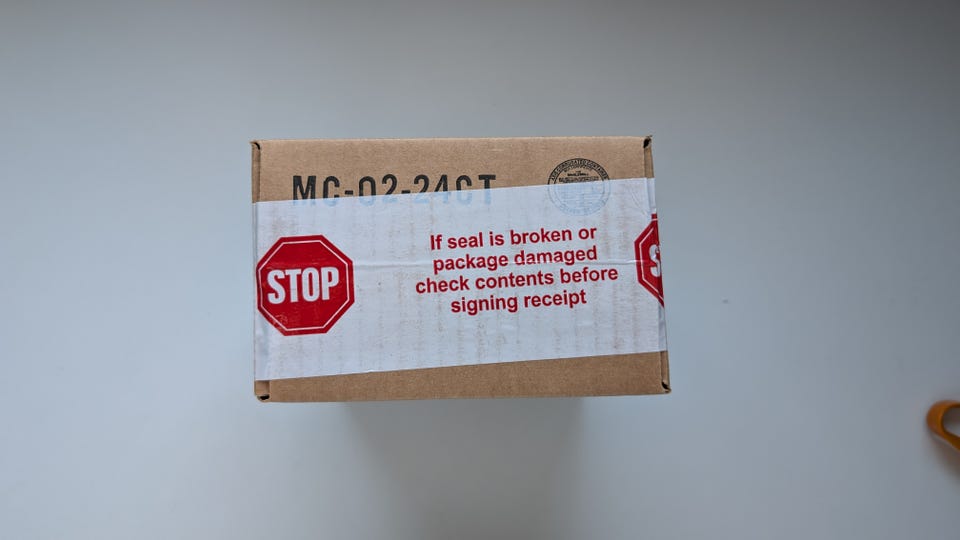 MC-02-24CT
STOP
If seal is broken or
package damaged
check contents before
signing receipt
S